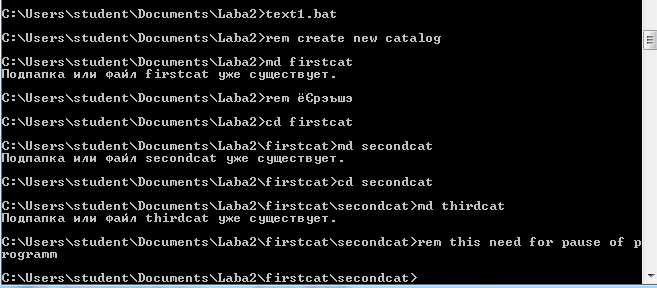 C:\Users\student\Documents\Laba2>text1.bat
C:\Users\student\Documents\Laba2>rem create new catalog
C:\Users\student\Documents\Laba2>md firstcat
Подпапка или файл firstcat уже существует.
C:\Users\student\Documents\Laba2>rem ёЄрэъшэ
C:\Users\student\Documents\Laba2>cd firstcat
C:\Users\student\Documents\Laba2\firstcat>md secondcat
Подпапка или файл secondcat уже существует.
C:\Users\student\Documents\Laba2\firstcat>cd secondcat
C:\Users\student\Documents\Laba2\firstcat\secondcat>md thirdcat
Подпапка или файл thirdcat уже существует.
C:\Users\student\Documents\Laba2\firstcat\secondcat>rem this need for pause of p
rogramm
C:\Users\student\Documents\Laba2\firstcat\secondcat>